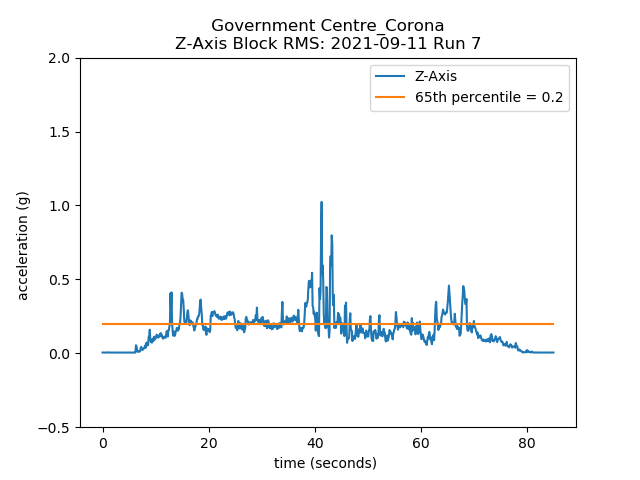 Government Centre_Corona
Z-Axis Block RMS: 2021-09-11 Run 7
Z-Axis
65th percentile = 0.2
2.0
1.5
1.0
0.5
0.0
−0.5
acceleration (g)
0 20 40 60 80
time (seconds)